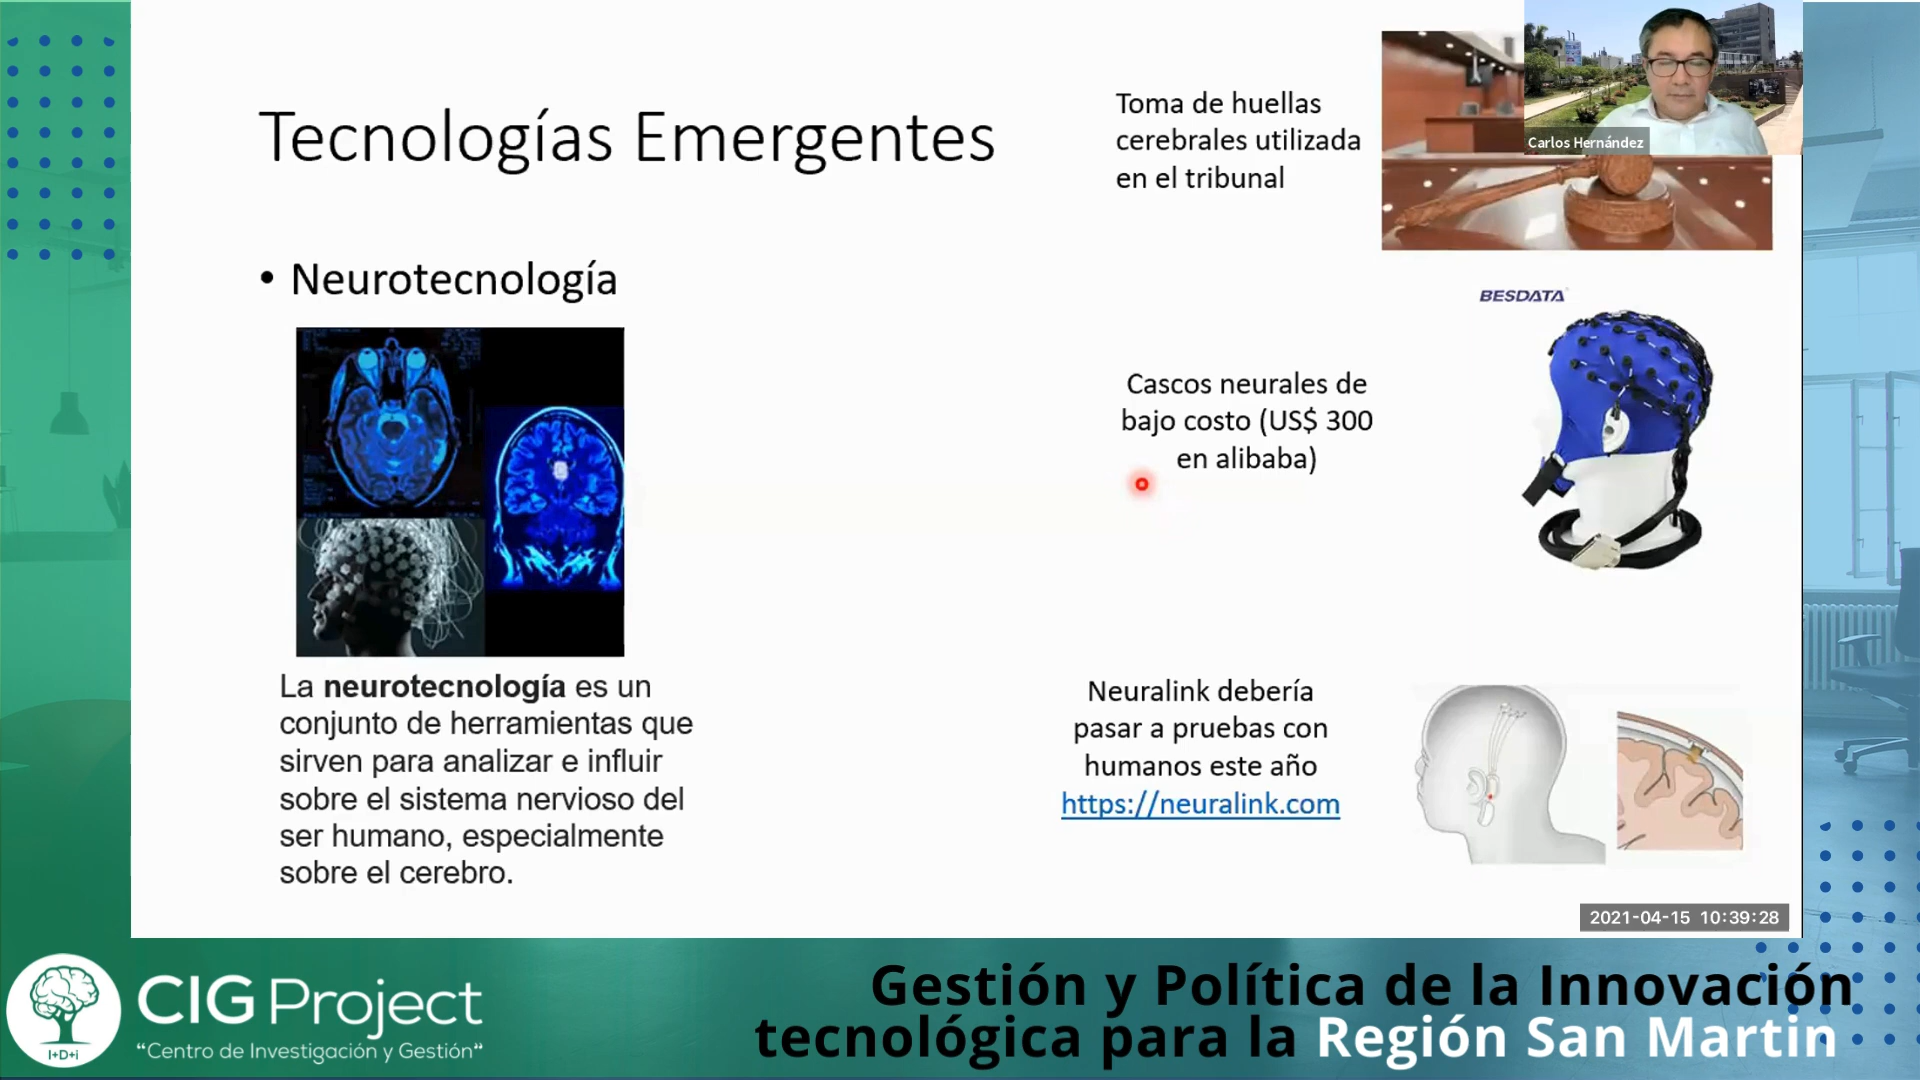 Tecnologías Emergentes
• Neurotecnología
La neurotecnología es un
conjunto de herramientas que
sirven para analizar e influir
sobre el sistema nervioso del
ser humano, especialmente
sobre el cerebro.
Toma de huellas
cerebrales utilizada
en el tribunal
Carlos Hernández
BESDATA
Cascos neurales de
bajo costo (US$ 300
en alibaba)
Neuralink debería
pasar a pruebas con
humanos este año
https://neuralink.com
2021-04-15 10:39:28
I+D+i
CIG Project
“Centro de Investigación y Gestión”
Gestión y Política de la Innovación
tecnológica para la Región San Martin